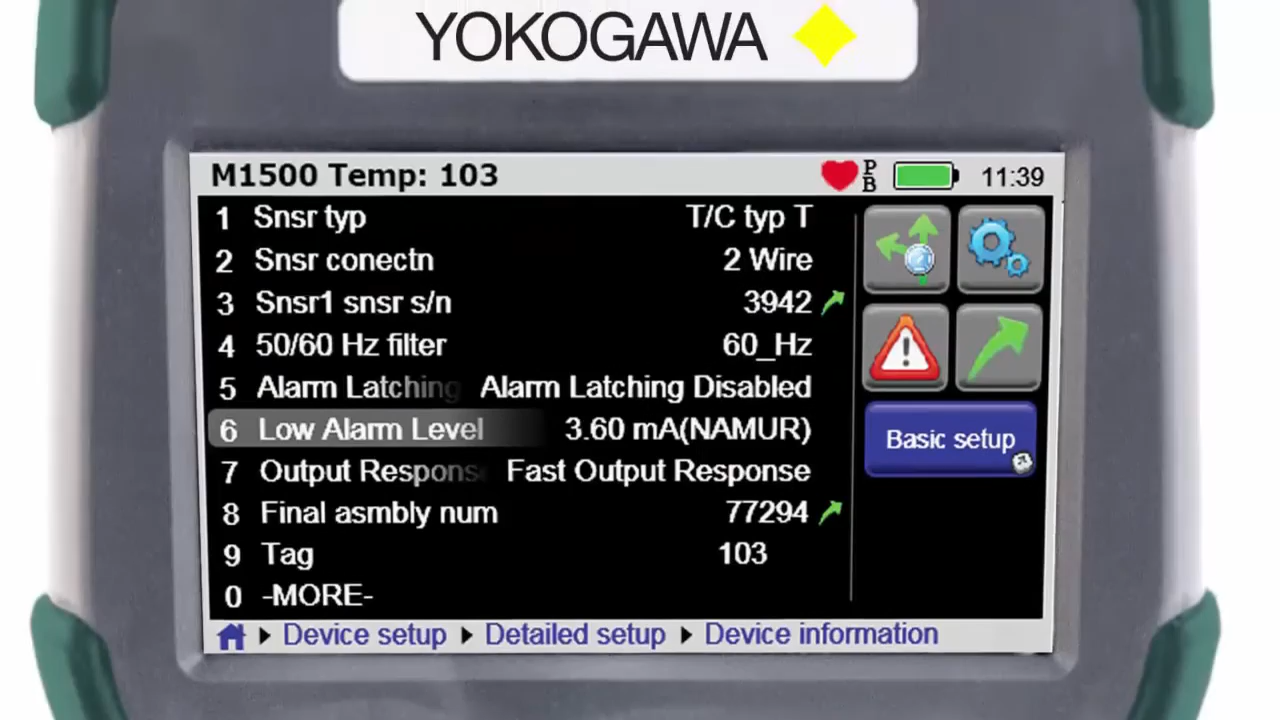 YOKOGAWA
M1500 Temp: 103 P B 11:39
1 Snsr typ T/C typ T
2 Snsr conectn 2 Wire
3 Snsr1 snsr s/n 3942
4 50/60 Hz filter 60_Hz
5 Alarm Latching Alarm Latching Disabled
6 Low Alarm Level 3.60 mA(NAMUR)
7 Output Respons Fast Output Response
8 Final asmbly num 77294
9 Tag 103
0 -MORE-
Basic setup
Device setup Detailed setup Device information